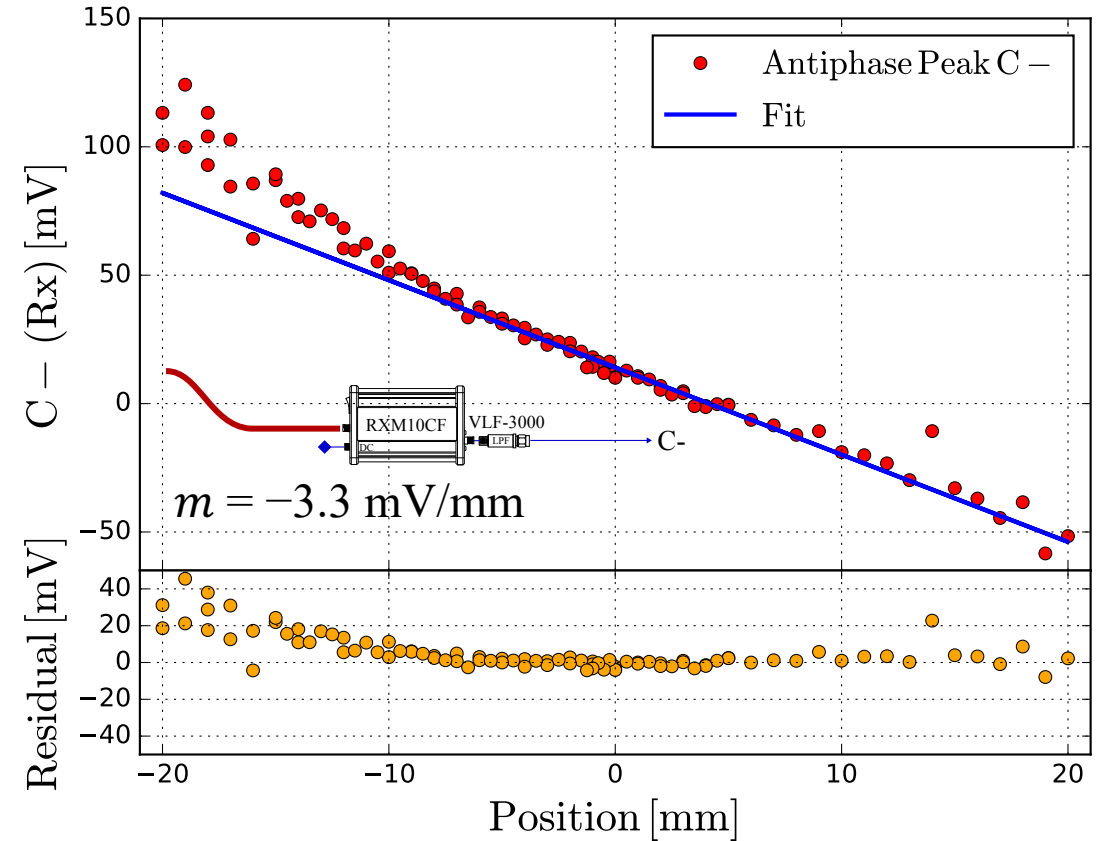 150
100
50
0
−50
C − (Rx) [mV]
Antiphase Peak C −
Fit
RXM10CF
DC
VLF-3000
LPF
C-
m = −3.3 mV/mm
40
20
0
−20
−40
Residual [mV]
−20 −10 0 10 20
Position [mm]